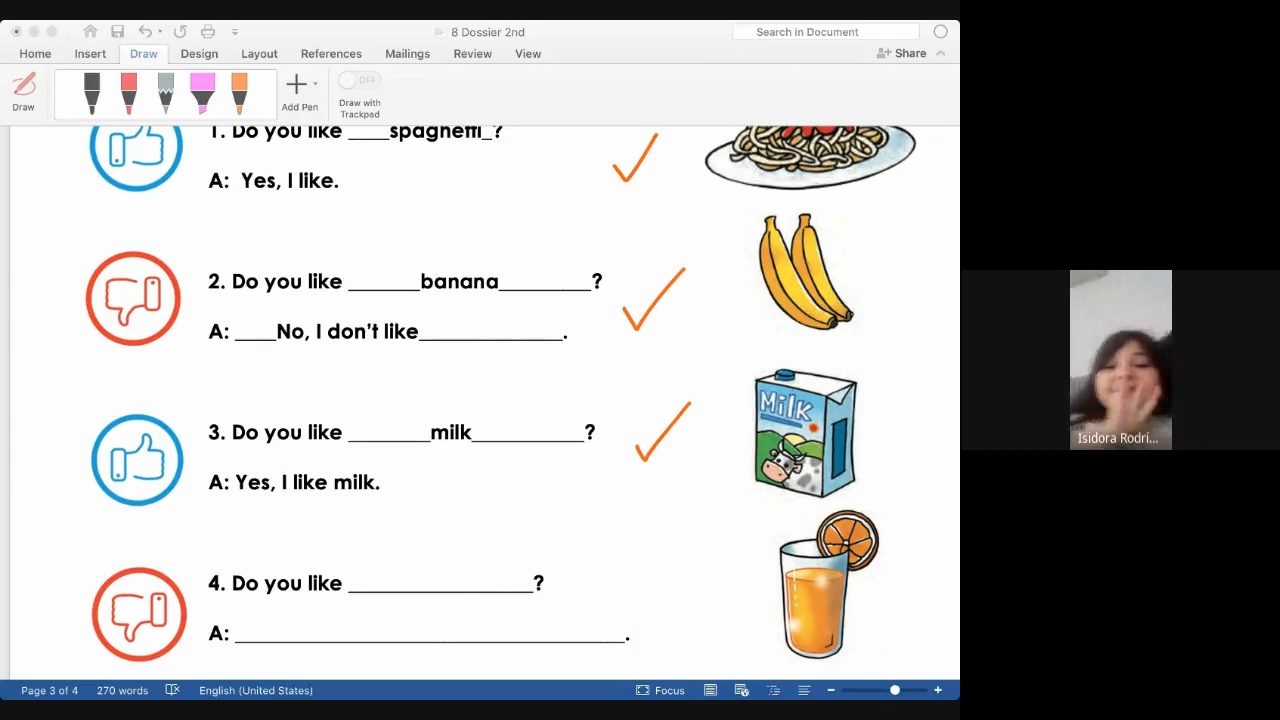 8 Dossier 2nd
Search in Document
Home Insert Draw Design Layout References Mailings Review View
Share
OFF
Draw
Add Pen
Draw with
Trackpad
1. Do you like ____spaghetti_?
A: Yes, I like.
2. Do you like _______banana_________?
A: ____No, I don't like______________.
3. Do you like ________milk___________?
A: Yes, I like milk.
4. Do you like __________________?
A: ______________________________________.
Milk
Isidora Rodrí...
Page 3 of 4 270 words English (United States) Focus